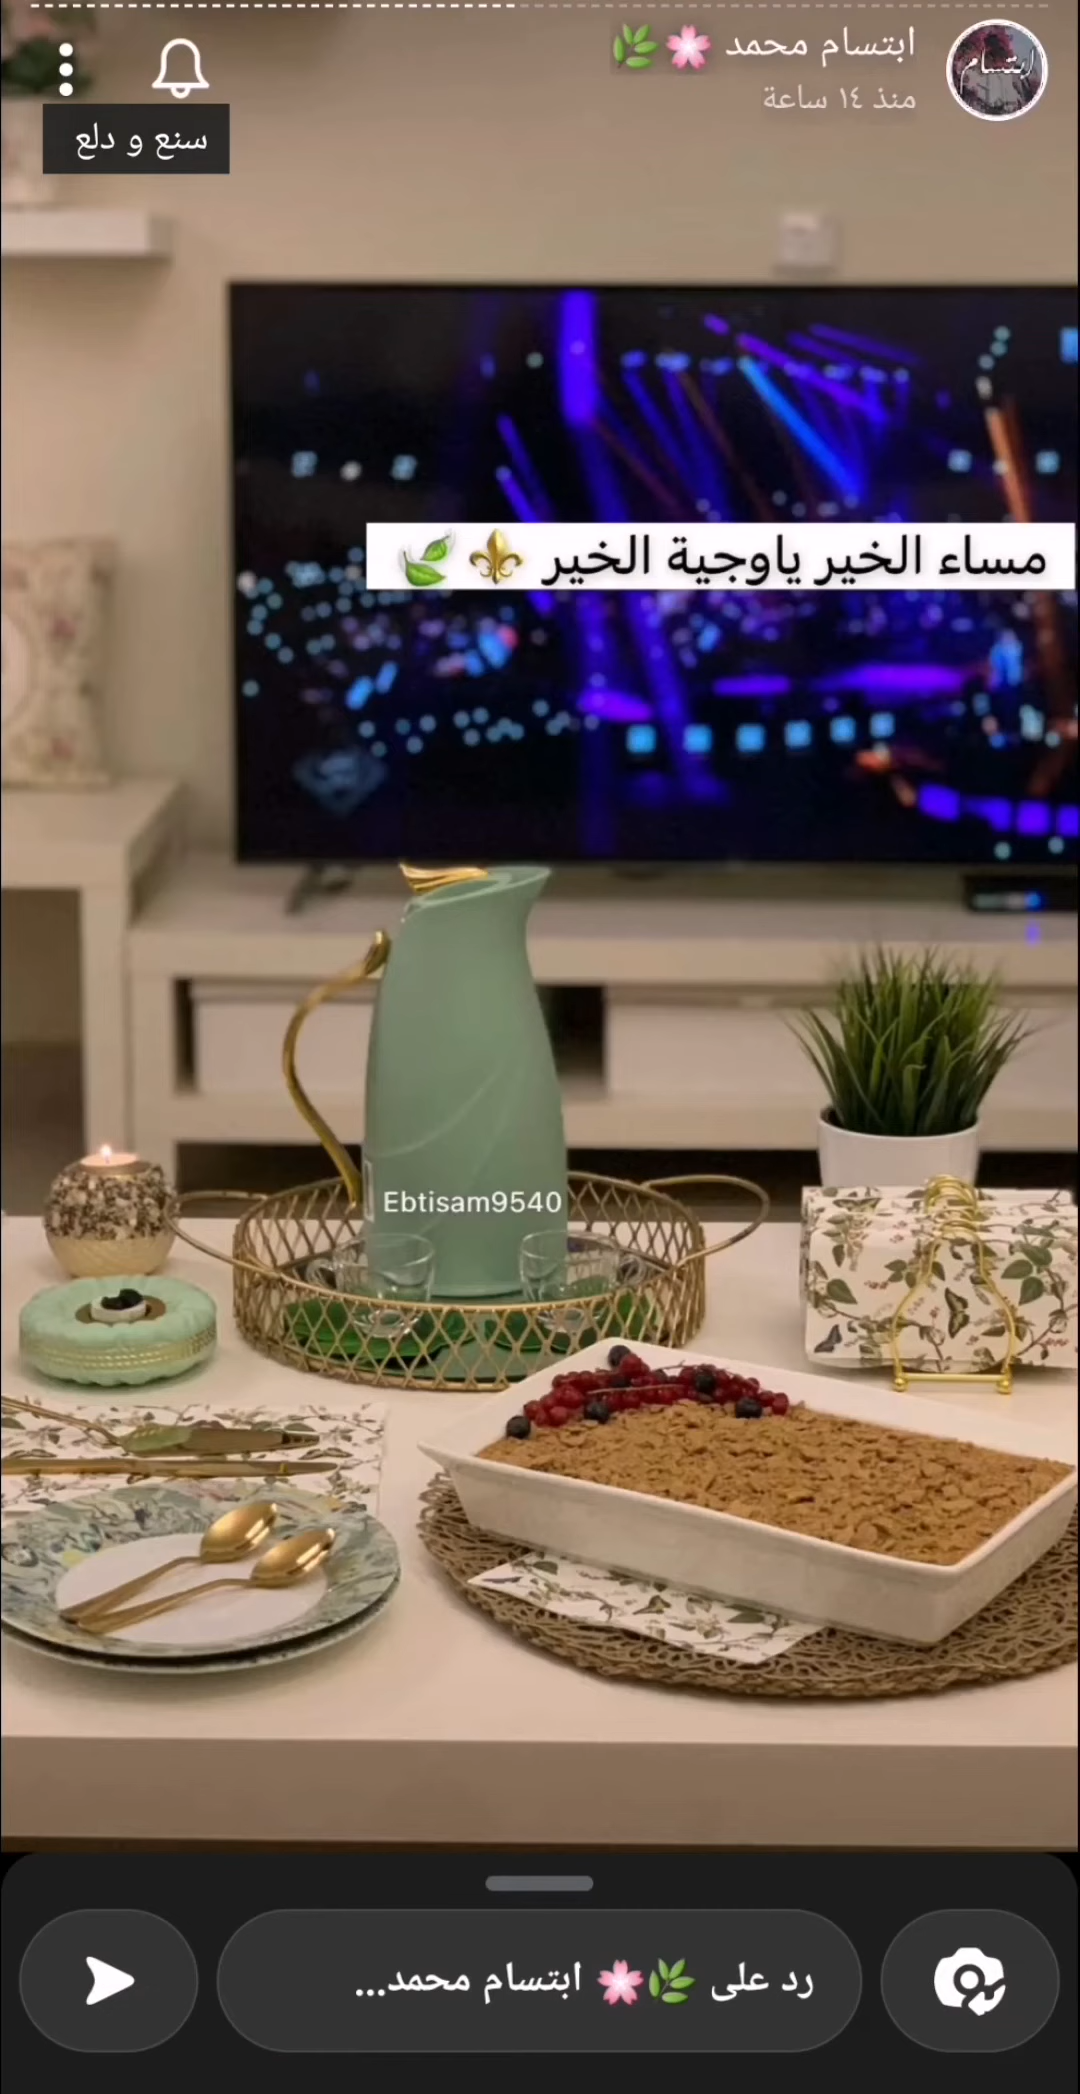 ابتسام محمد 🌸🌿
منذ ١٤ ساعة
سنع و دلع
مساء الخير ياوجية الخير ⚜️🍃
Ebtisam9540
رد على 🌿🌸 ابتسام محمد...